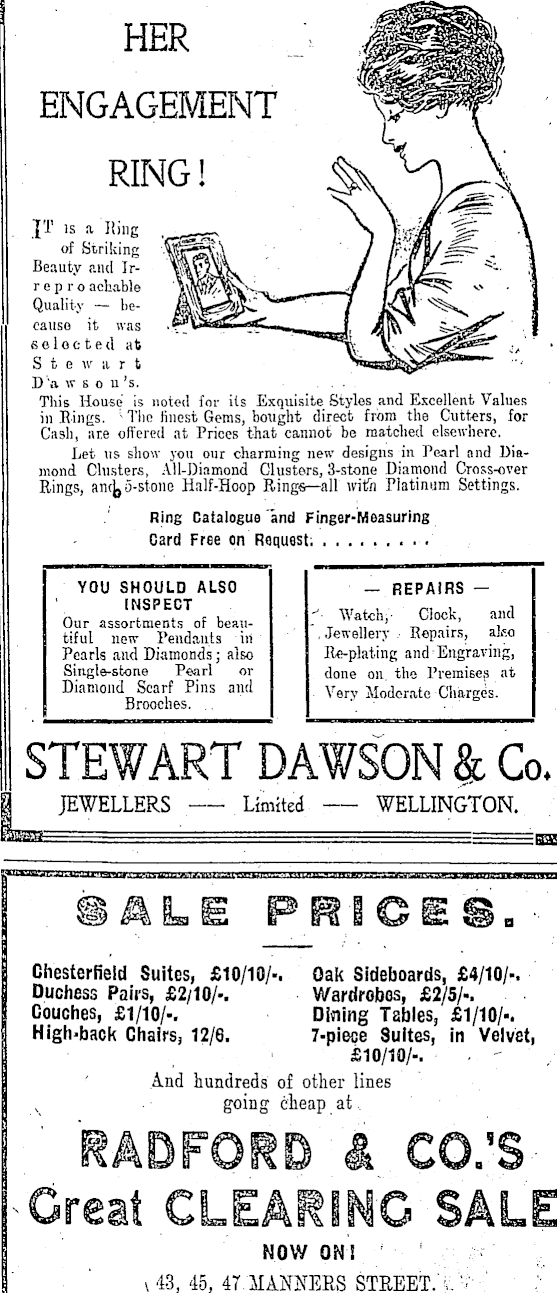 HER
ENGAGEMENT
RING!
IT is a Ring
of Striking
Beauty and Ir-
reproachable
Quality — be-
cause it was
selected at
Stewart
Dawson's.
This House is noted for its Exquisite Styles and Excellent Values
in Rings. The finest Gems, bought direct from the Cutters, for
Cash, are offered at Prices that cannot be matched elsewhere.
Let us show you our charming new designs in Pearl and Dia-
mond Clusters, All-Diamond Clusters, 3-stone Diamond Cross-over
Rings, and 5-stone Half-Hoop Rings—all with Platinum Settings.
Ring Catalogue and Finger-Measuring
Card Free on Request. . . . . . . . . .
YOU SHOULD ALSO
INSPECT
Our assortments of beau-
tiful new Pendants in
Pearls and Diamonds; also
Single-stone Pearl or
Diamond Scarf Pins and
Brooches.
— REPAIRS —
Watch, Clock, and
Jewellery Repairs, also
Re-plating and Engraving,
done on the Premises at
Very Moderate Charges.
STEWART DAWSON & Co.
JEWELLERS — Limited — WELLINGTON.
SALE PRICES.
Chesterfield Suites, £10/10/-.
Duchess Pairs, £2/10/-.
Couches, £1/10/-.
High-back Chairs, 12/6.
Oak Sideboards, £4/10/-.
Wardrobes, £2/5/-.
Dining Tables, £1/10/-.
7-piece Suites, in Velvet,
£10/10/-.
And hundreds of other lines
going cheap at
RADFORD & CO.'S
Great CLEARING SALE
NOW ON!
43, 45, 47 MANNERS STREET.